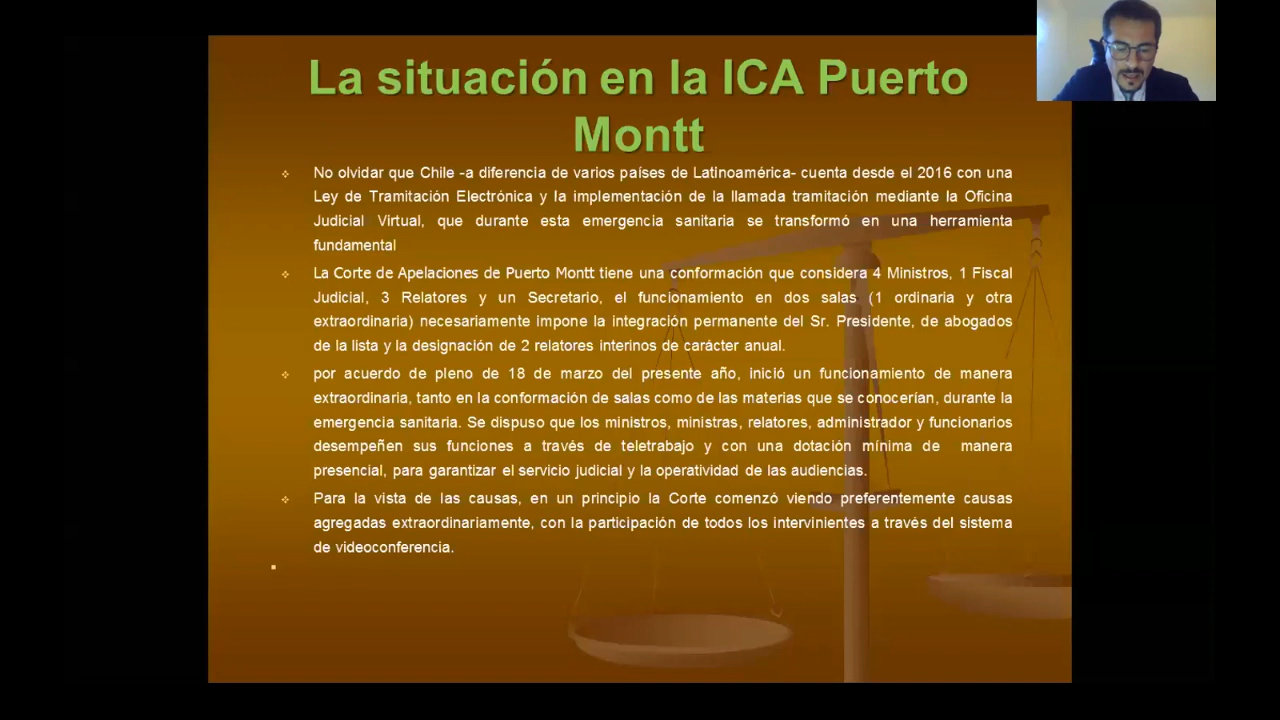 La situación en la ICA Puerto
Montt
No olvidar que Chile -a diferencia de varios países de Latinoamérica- cuenta desde el 2016 con una
Ley de Tramitación Electrónica y la implementación de la llamada tramitación mediante la Oficina
Judicial Virtual, que durante esta emergencia sanitaria se transformó en una herramienta
fundamental
La Corte de Apelaciones de Puerto Montt tiene una conformación que considera 4 Ministros, 1 Fiscal
Judicial, 3 Relatores y un Secretario, el funcionamiento en dos salas (1 ordinaria y otra
extraordinaria) necesariamente impone la integración permanente del Sr. Presidente, de abogados
de la lista y la designación de 2 relatores interinos de carácter anual.
por acuerdo de pleno de 18 de marzo del presente año, inició un funcionamiento de manera
extraordinaria, tanto en la conformación de salas como de las materias que se conocerían, durante la
emergencia sanitaria. Se dispuso que los ministros, ministras, relatores, administrador y funcionarios
desempeñen sus funciones a través de teletrabajo y con una dotación mínima de manera
presencial, para garantizar el servicio judicial y la operatividad de las audiencias.
Para la vista de las causas, en un principio la Corte comenzó viendo preferentemente causas
agregadas extraordinariamente, con la participación de todos los intervinientes a través del sistema
de videoconferencia.